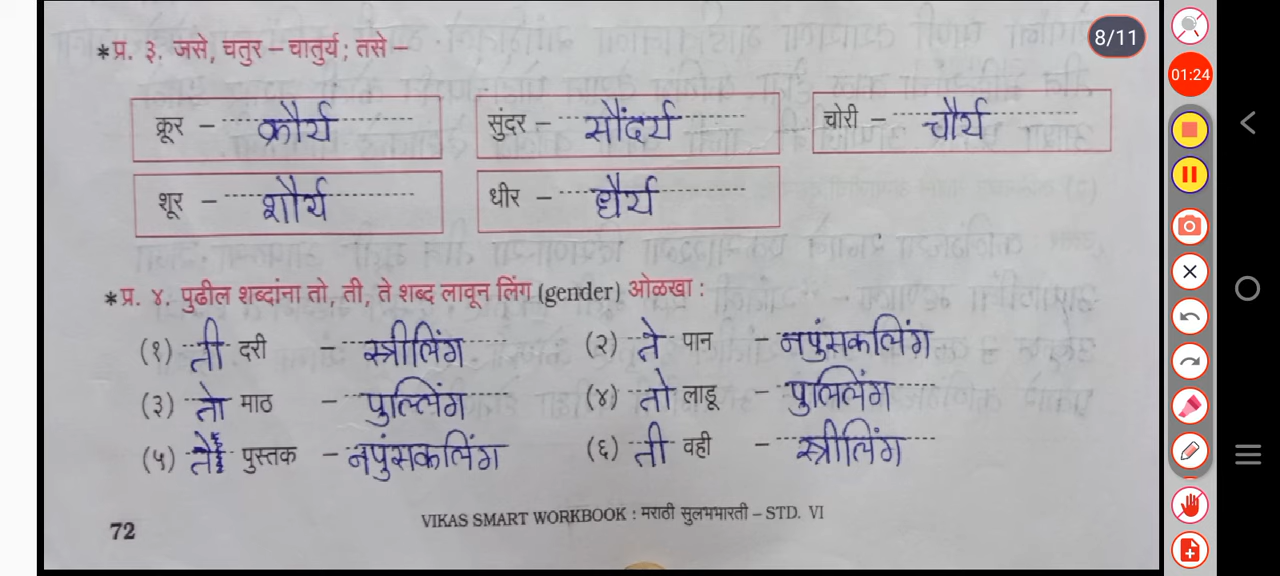 8/11
*प्र. ३. जसे, चतुर – चातुर्य ; तसे –
01:24
क्रूर – क्रौर्य सुंदर – सौंदर्य चोरी – चौर्य
शूर – शौर्य धीर – धैर्य
*प्र. ४. पुढील शब्दांना तो, ती, ते शब्द लावून लिंग (gender) ओळखा :
(१) ती दरी – स्त्रीलिंग (२) ते पान – नपुंसकलिंग
(३) तो माठ – पुल्लिंग (४) तो लाडू – पुलिलिंग
(५) ते पुस्तक – नपुंसकलिंग (६) ती वही – स्त्रीलिंग
72 VIKAS SMART WORKBOOK : मराठी सुलभभारती – STD. VI